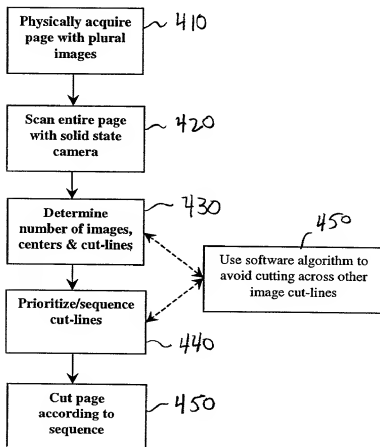 Physically acquire
page with plural
images
410
Scan entire page
with solid state
camera
420
Determine
number of images,
centers & cut-lines
430
450
Use software algorithm to
avoid cutting across other
image cut-lines
Prioritize/sequence
cut-lines
440
Cut page
according to
sequence
450